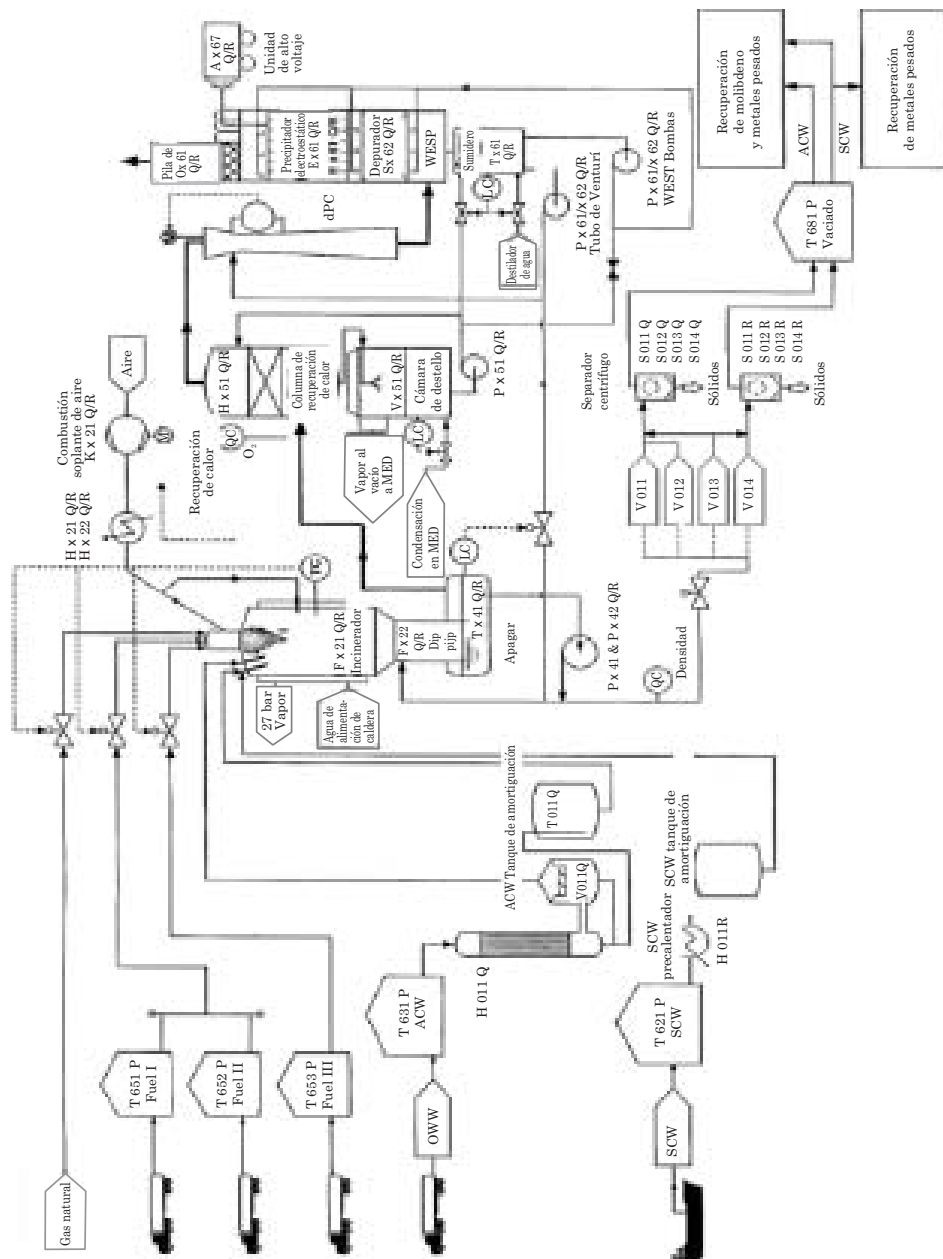 Gas natural
T 651 P
Fuel I
T 652 P
Fuel II
T 653 P
Fuel III
OWW
T 631 P
ACW
H 011 Q
SCW
T 621 P
SCW
SCW
precalentador
H 011R
SCW tanque de
amortiguación
ACW Tanque de amortiguación
V011Q
T 011 Q
H x 21 Q/R
H x 22 Q/R
Combustión
soplante de aire
K x 21 Q/R
Aire
M
27 bar
Vapor
Agua de
alimenta-
ción de
caldera
F x 21 Q/R
Incinerador
F x 22
Q/R
Dip
pijp
T x 41 Q/R
Apagar
LC
P x 41 & P x 42 Q/R
QC
Densidad
Recuperación
de calor
QC
O₂
H x 51 Q/R
Columna de
recuperación
de calor
V x 51 Q/R
Cámara
de destello
LC
Vapor al
vacio
a MED
Condensación
en MED
P x 51 Q/R
dPC
Pila de
Ox 61
Q/R
A x 67
Q/R
Unidad
de alto
voltaje
Precipitador
electroestático
E x 61 Q/R
Depurador
Sx 62 Q/R
WESP
Sumidero
T x 61
Q/R
LC
Destilador
de agua
P x 61/x 62 Q/R
Tubo de Venturí
P x 61/x 62 Q/R
WEST Bombas
V 011
V 012
V 013
V 014
Separador
centrífugo
S 011 Q
S 012 Q
S 013 Q
S 014 Q
Sólidos
S 011 R
S 012 R
S 013 R
S 014 R
Sólidos
T 681 P
Vaciado
ACW
SCW
Recuperación
de molibdeno
y metales pesados
Recuperación
de metales pesados